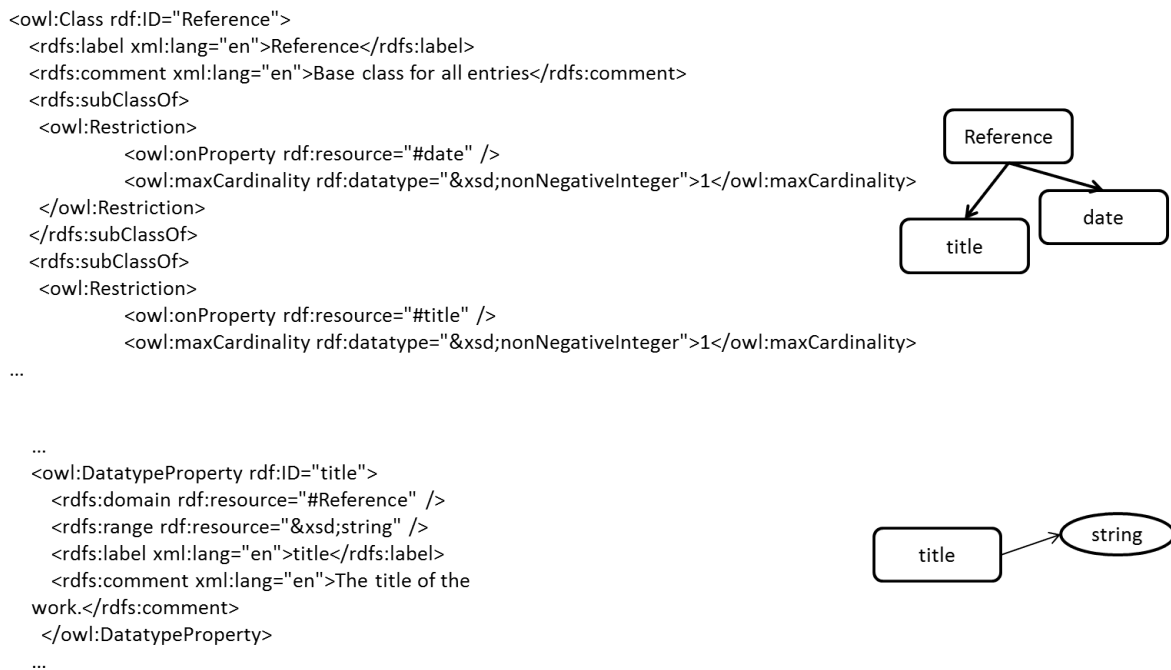 <owl:Class rdf:ID="Reference">
<rdfs:label xml:lang="en">Reference</rdfs:label>
<rdfs:comment xml:lang="en">Base class for all entries</rdfs:comment>
<rdfs:subClassOf>
<owl:Restriction>
<owl:onProperty rdf:resource="#date" />
<owl:maxCardinality rdf:datatype="&xsd;nonNegativeInteger">1</owl:maxCardinality>
</owl:Restriction>
</rdfs:subClassOf>
<rdfs:subClassOf>
<owl:Restriction>
<owl:onProperty rdf:resource="#title" />
<owl:maxCardinality rdf:datatype="&xsd;nonNegativeInteger">1</owl:maxCardinality>
...
Reference
date
title
...
<owl:DatatypeProperty rdf:ID="title">
<rdfs:domain rdf:resource="#Reference" />
<rdfs:range rdf:resource="&xsd;string" />
<rdfs:label xml:lang="en">title</rdfs:label>
<rdfs:comment xml:lang="en">The title of the
work.</rdfs:comment>
</owl:DatatypeProperty>
...
title
string